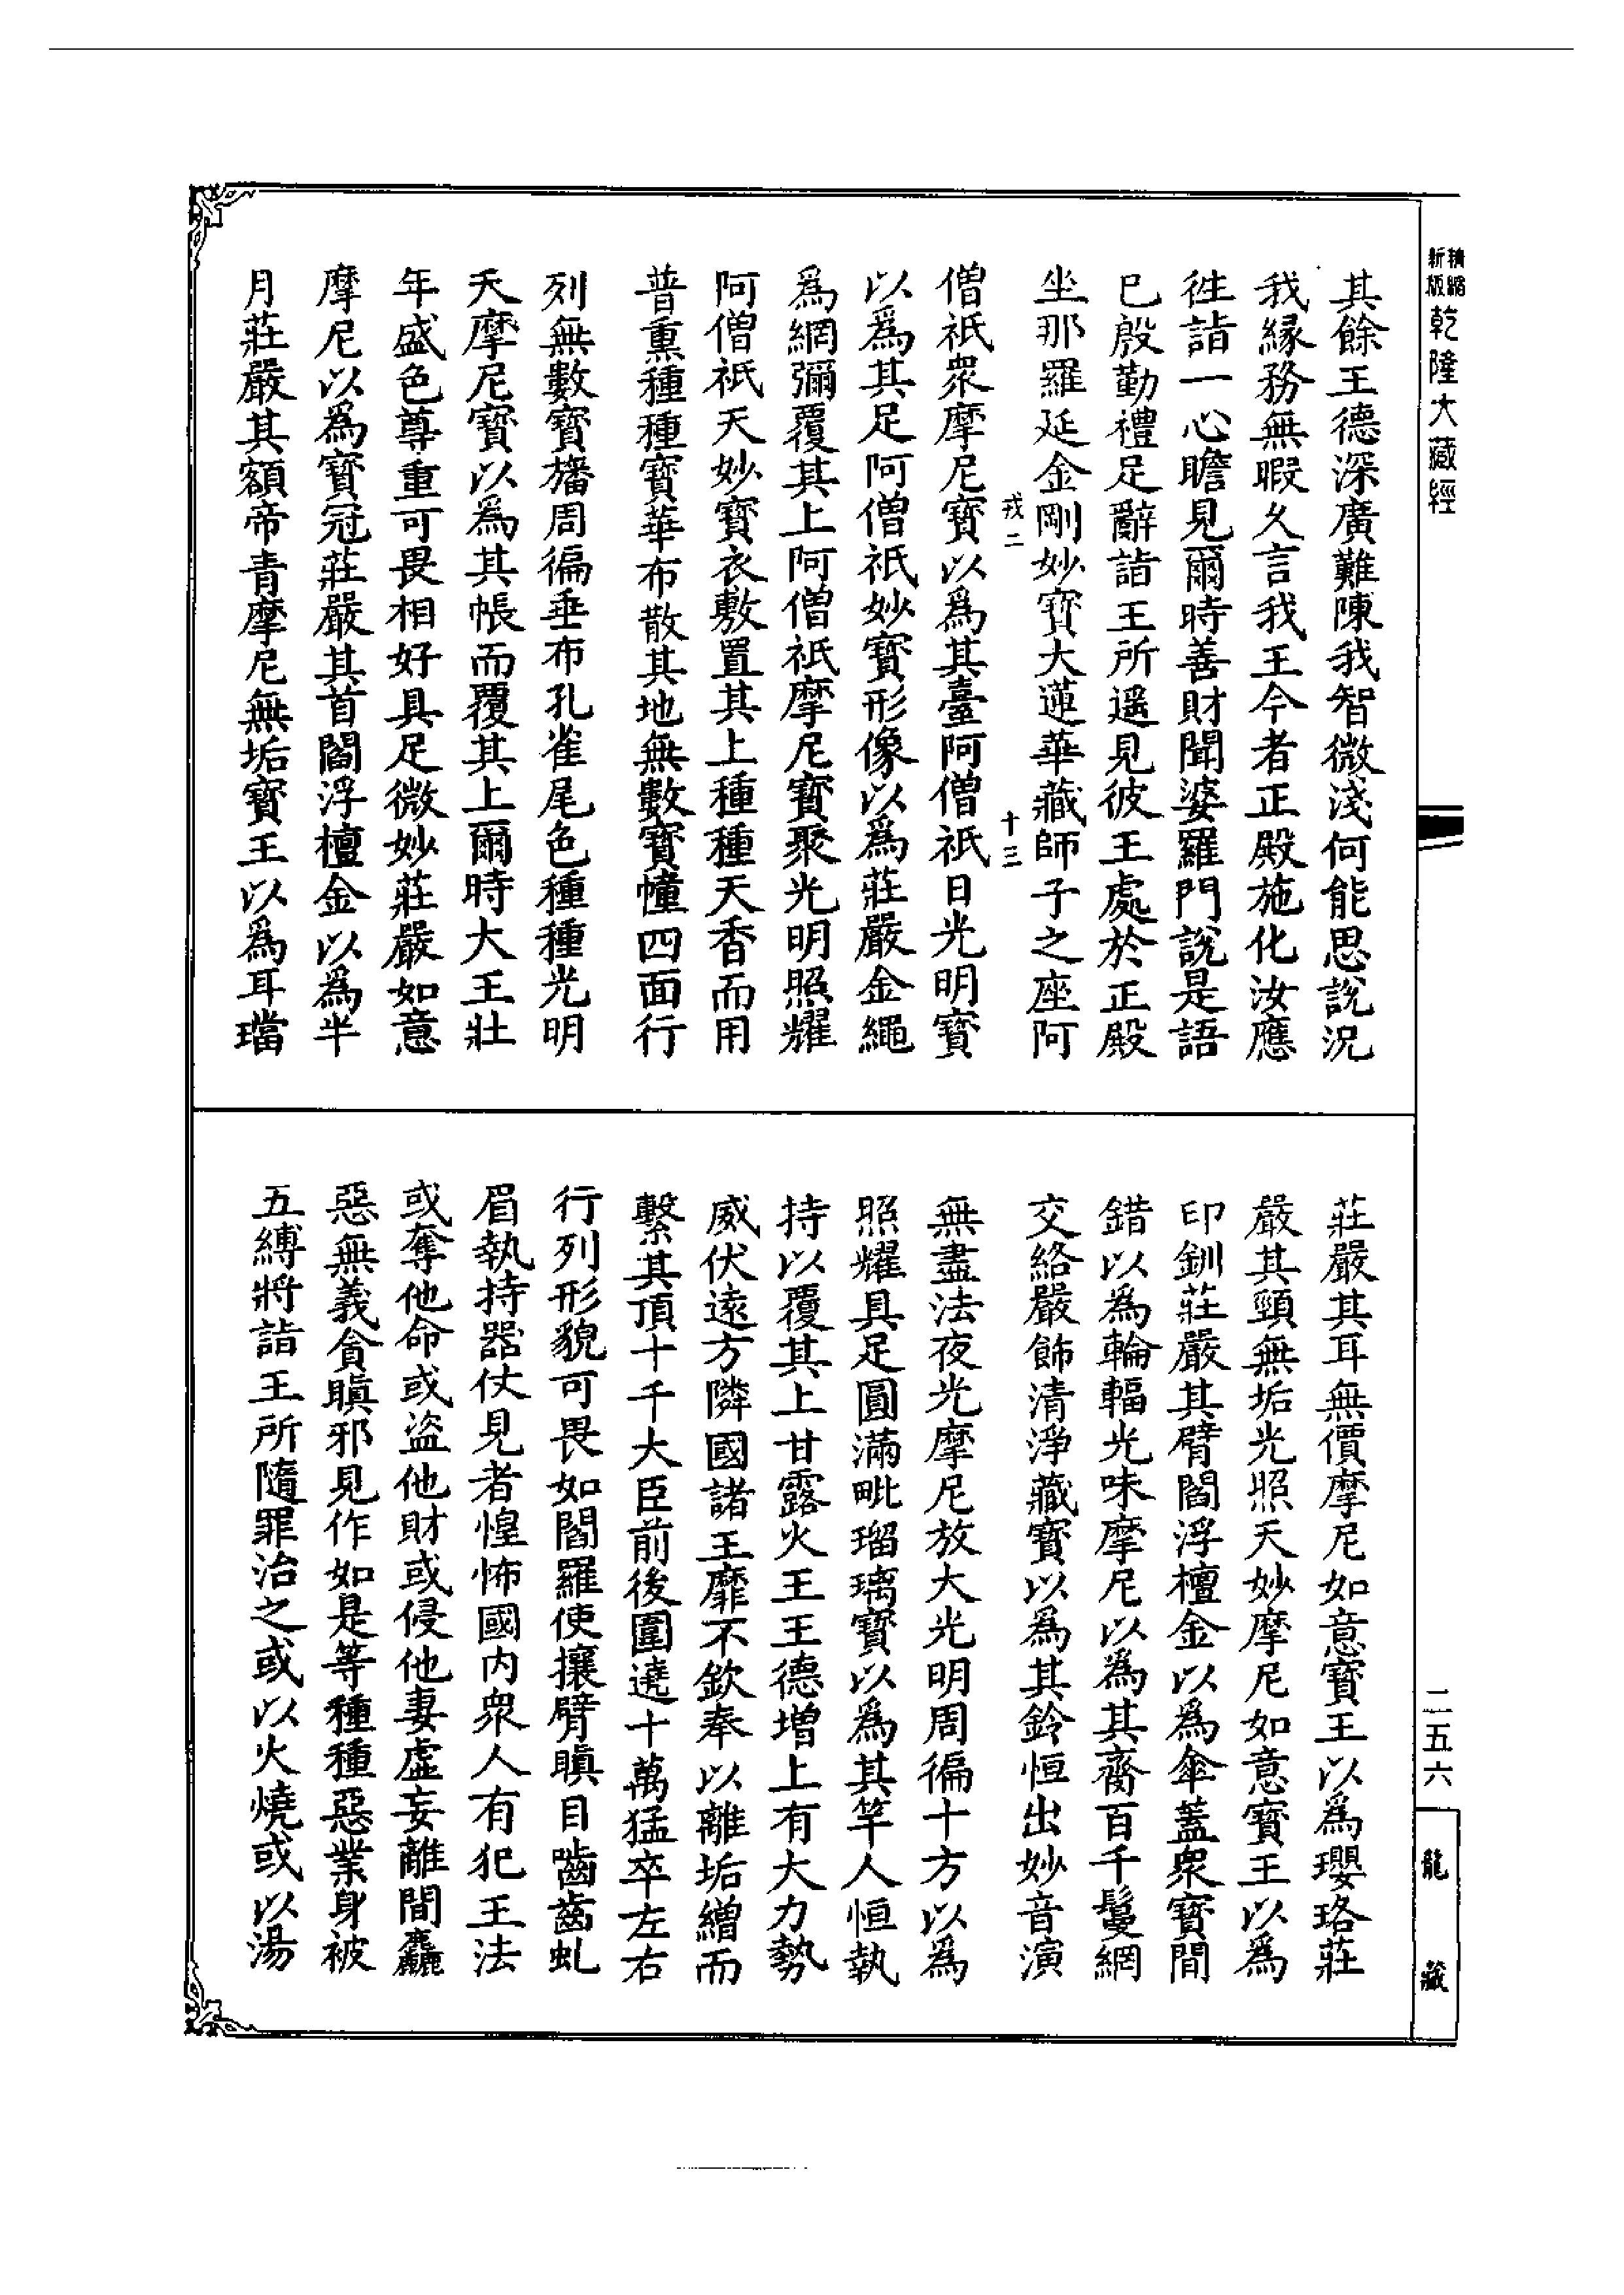 精縮
新版
乾隆大藏經
其餘王德深廣難陳我智微淺何能思說況
我緣務無暇久言我王今者正殿施化汝應
徃詣一心瞻見爾時善財聞婆羅門說是語
已殷勤禮足辭詣王所遥見彼王處於正殿
坐那羅延金剛妙寶大蓮華藏師子之座阿
戎二
十三
僧祇衆摩尼寶以爲其臺阿僧祇日光明寶
以爲其足阿僧祇妙寶形像以爲莊嚴金繩
爲網彌覆其上阿僧祇摩尼寶聚光明照耀
阿僧祇天妙寶衣敷置其上種種天香而用
普熏種種寶華布散其地無數寶幢四面行
列無數寶旛周徧垂布孔雀尾色種種光明
天摩尼寶以爲其帳而覆其上爾時大王壯
年盛色尊重可畏相好具足微妙莊嚴如意
摩尼以爲寶冠莊嚴其首閻浮檀金以爲半
月莊嚴其額帝青摩尼無垢寶王以爲耳璫
莊嚴其耳無價摩尼如意寶王以爲瓔珞莊
嚴其頸無垢光照天妙摩尼如意寶王以爲
印釧莊嚴其臂閻浮檀金以爲傘蓋衆寶間
錯以爲輪輻光味摩尼以爲其齎百千鬘網
交絡嚴飾清淨藏寶以爲其鈴恒出妙音演
無盡法夜光摩尼放大光明周徧十方以爲
照耀具足圓滿毗瑠璃寶以爲其竿人恒執
持以覆其上甘露火王王德增上有大力勢
威伏遠方隣國諸王靡不欽奉以離垢繒而
繫其頂十千大臣前後圍遶十萬猛卒左右
行列形貌可畏如閻羅使攘臂瞋目嚙齒虬
眉執持器仗見者惶怖國內衆人有犯王法
或奪他命或盜他財或侵他妻虛妄離間麤
惡無義貪瞋邪見作如是等種種惡業身被
五縛將詣王所隨罪治之或以火燒或以湯
二五六
龍藏